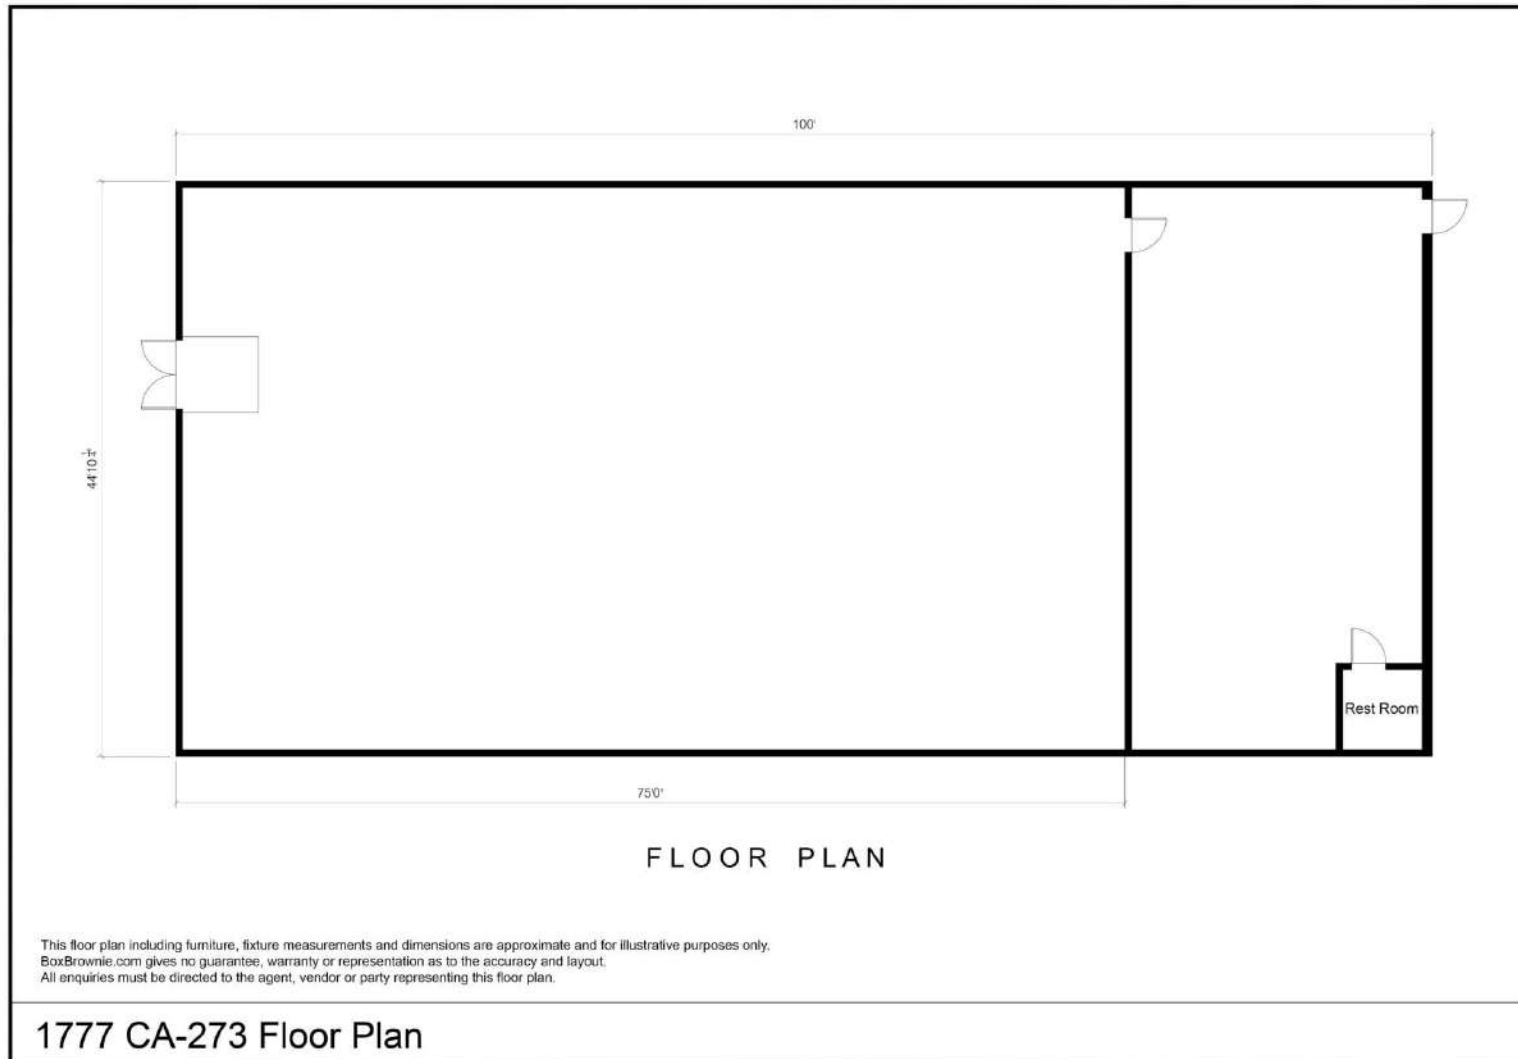 100'
44'10¼"
75'0"
Rest Room
FLOOR PLAN
This floor plan including furniture, fixture measurements and dimensions are approximate and for illustrative purposes only.
BoxBrownie.com gives no guarantee, warranty or representation as to the accuracy and layout.
All enquiries must be directed to the agent, vendor or party representing this floor plan.
1777 CA-273 Floor Plan